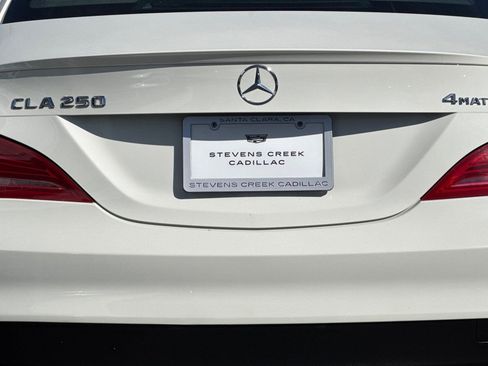 CLA 250
4MAT
SANTA CLARA, CA
STEVENS CREEK
CADILLAC
STEVENS CREEK CADILLAC